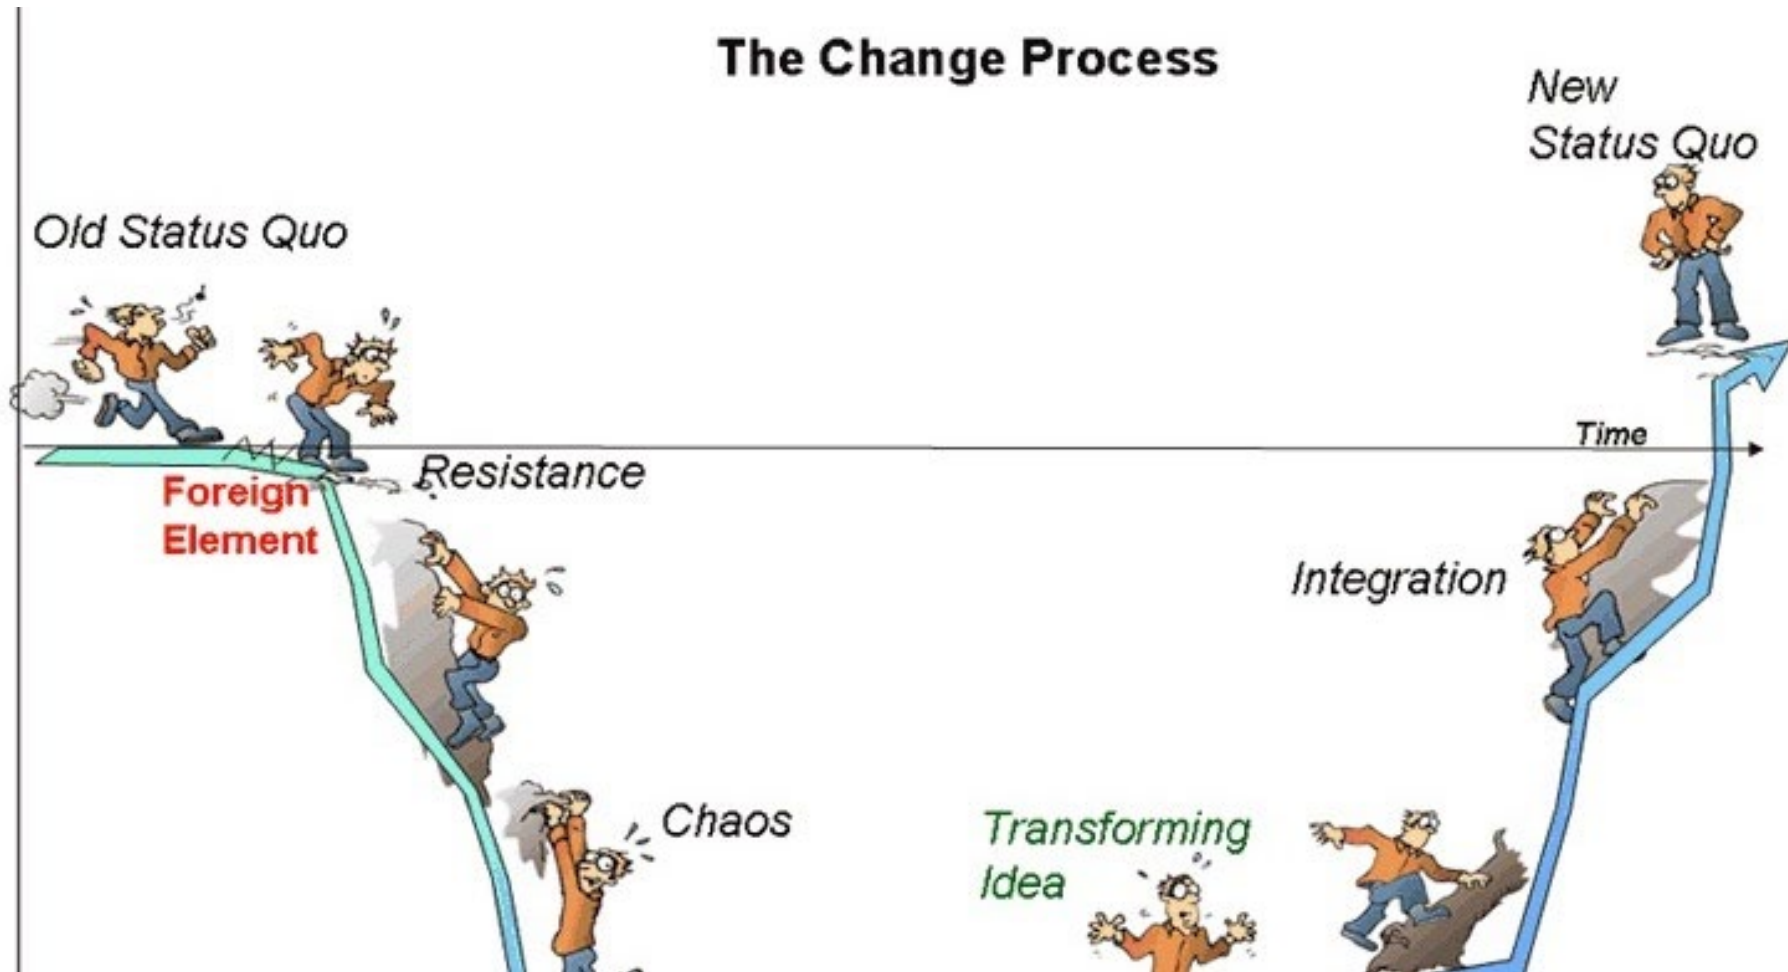 The Change Process
New
Status Quo
Old Status Quo
Time
Resistance
Foreign
Element
Integration
Chaos
Transforming
Idea